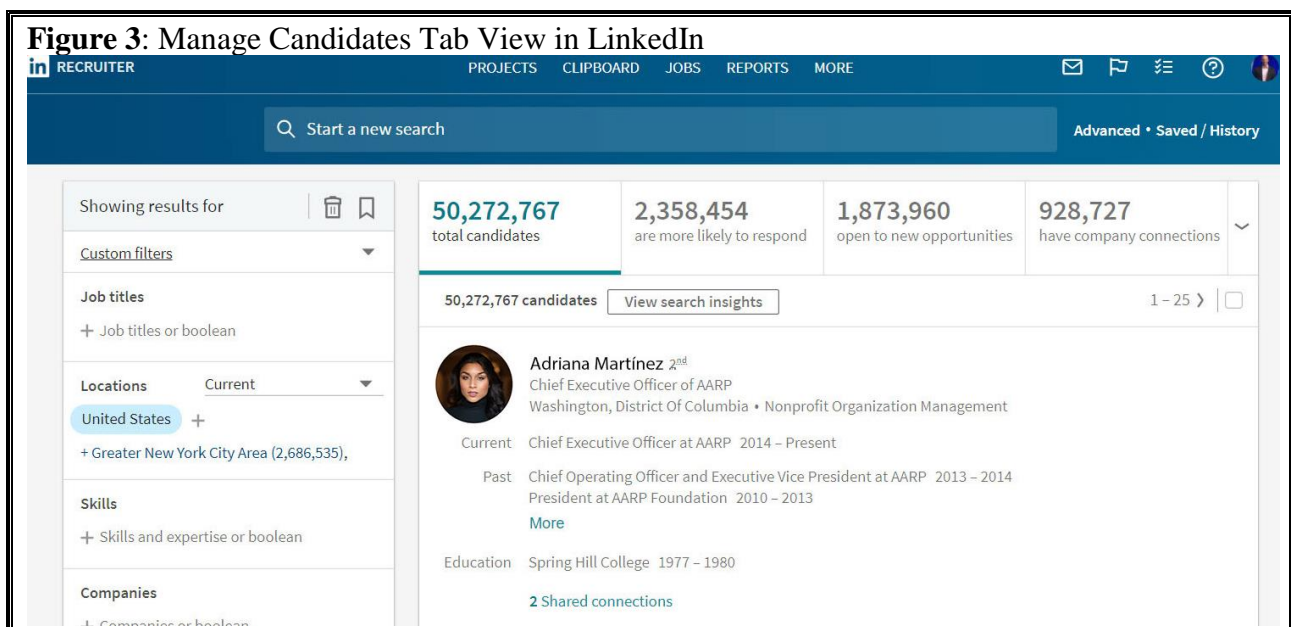 Figure 3: Manage Candidates Tab View in LinkedIn
in RECRUITER PROJECTS CLIPBOARD JOBS REPORTS MORE
Start a new search Advanced • Saved / History
Showing results for
Custom filters
Job titles
+ Job titles or boolean
Locations Current
United States +
+ Greater New York City Area (2,686,535),
Skills
+ Skills and expertise or boolean
Companies
+ Companies or boolean
50,272,767 2,358,454 1,873,960 928,727
total candidates are more likely to respond open to new opportunities have company connections
50,272,767 candidates View search insights 1 – 25 >
Adriana Martínez 2nd
Chief Executive Officer of AARP
Washington, District Of Columbia • Nonprofit Organization Management
Current Chief Executive Officer at AARP 2014 – Present
Past Chief Operating Officer and Executive Vice President at AARP 2013 – 2014
President at AARP Foundation 2010 – 2013
More
Education Spring Hill College 1977 – 1980
2 Shared connections